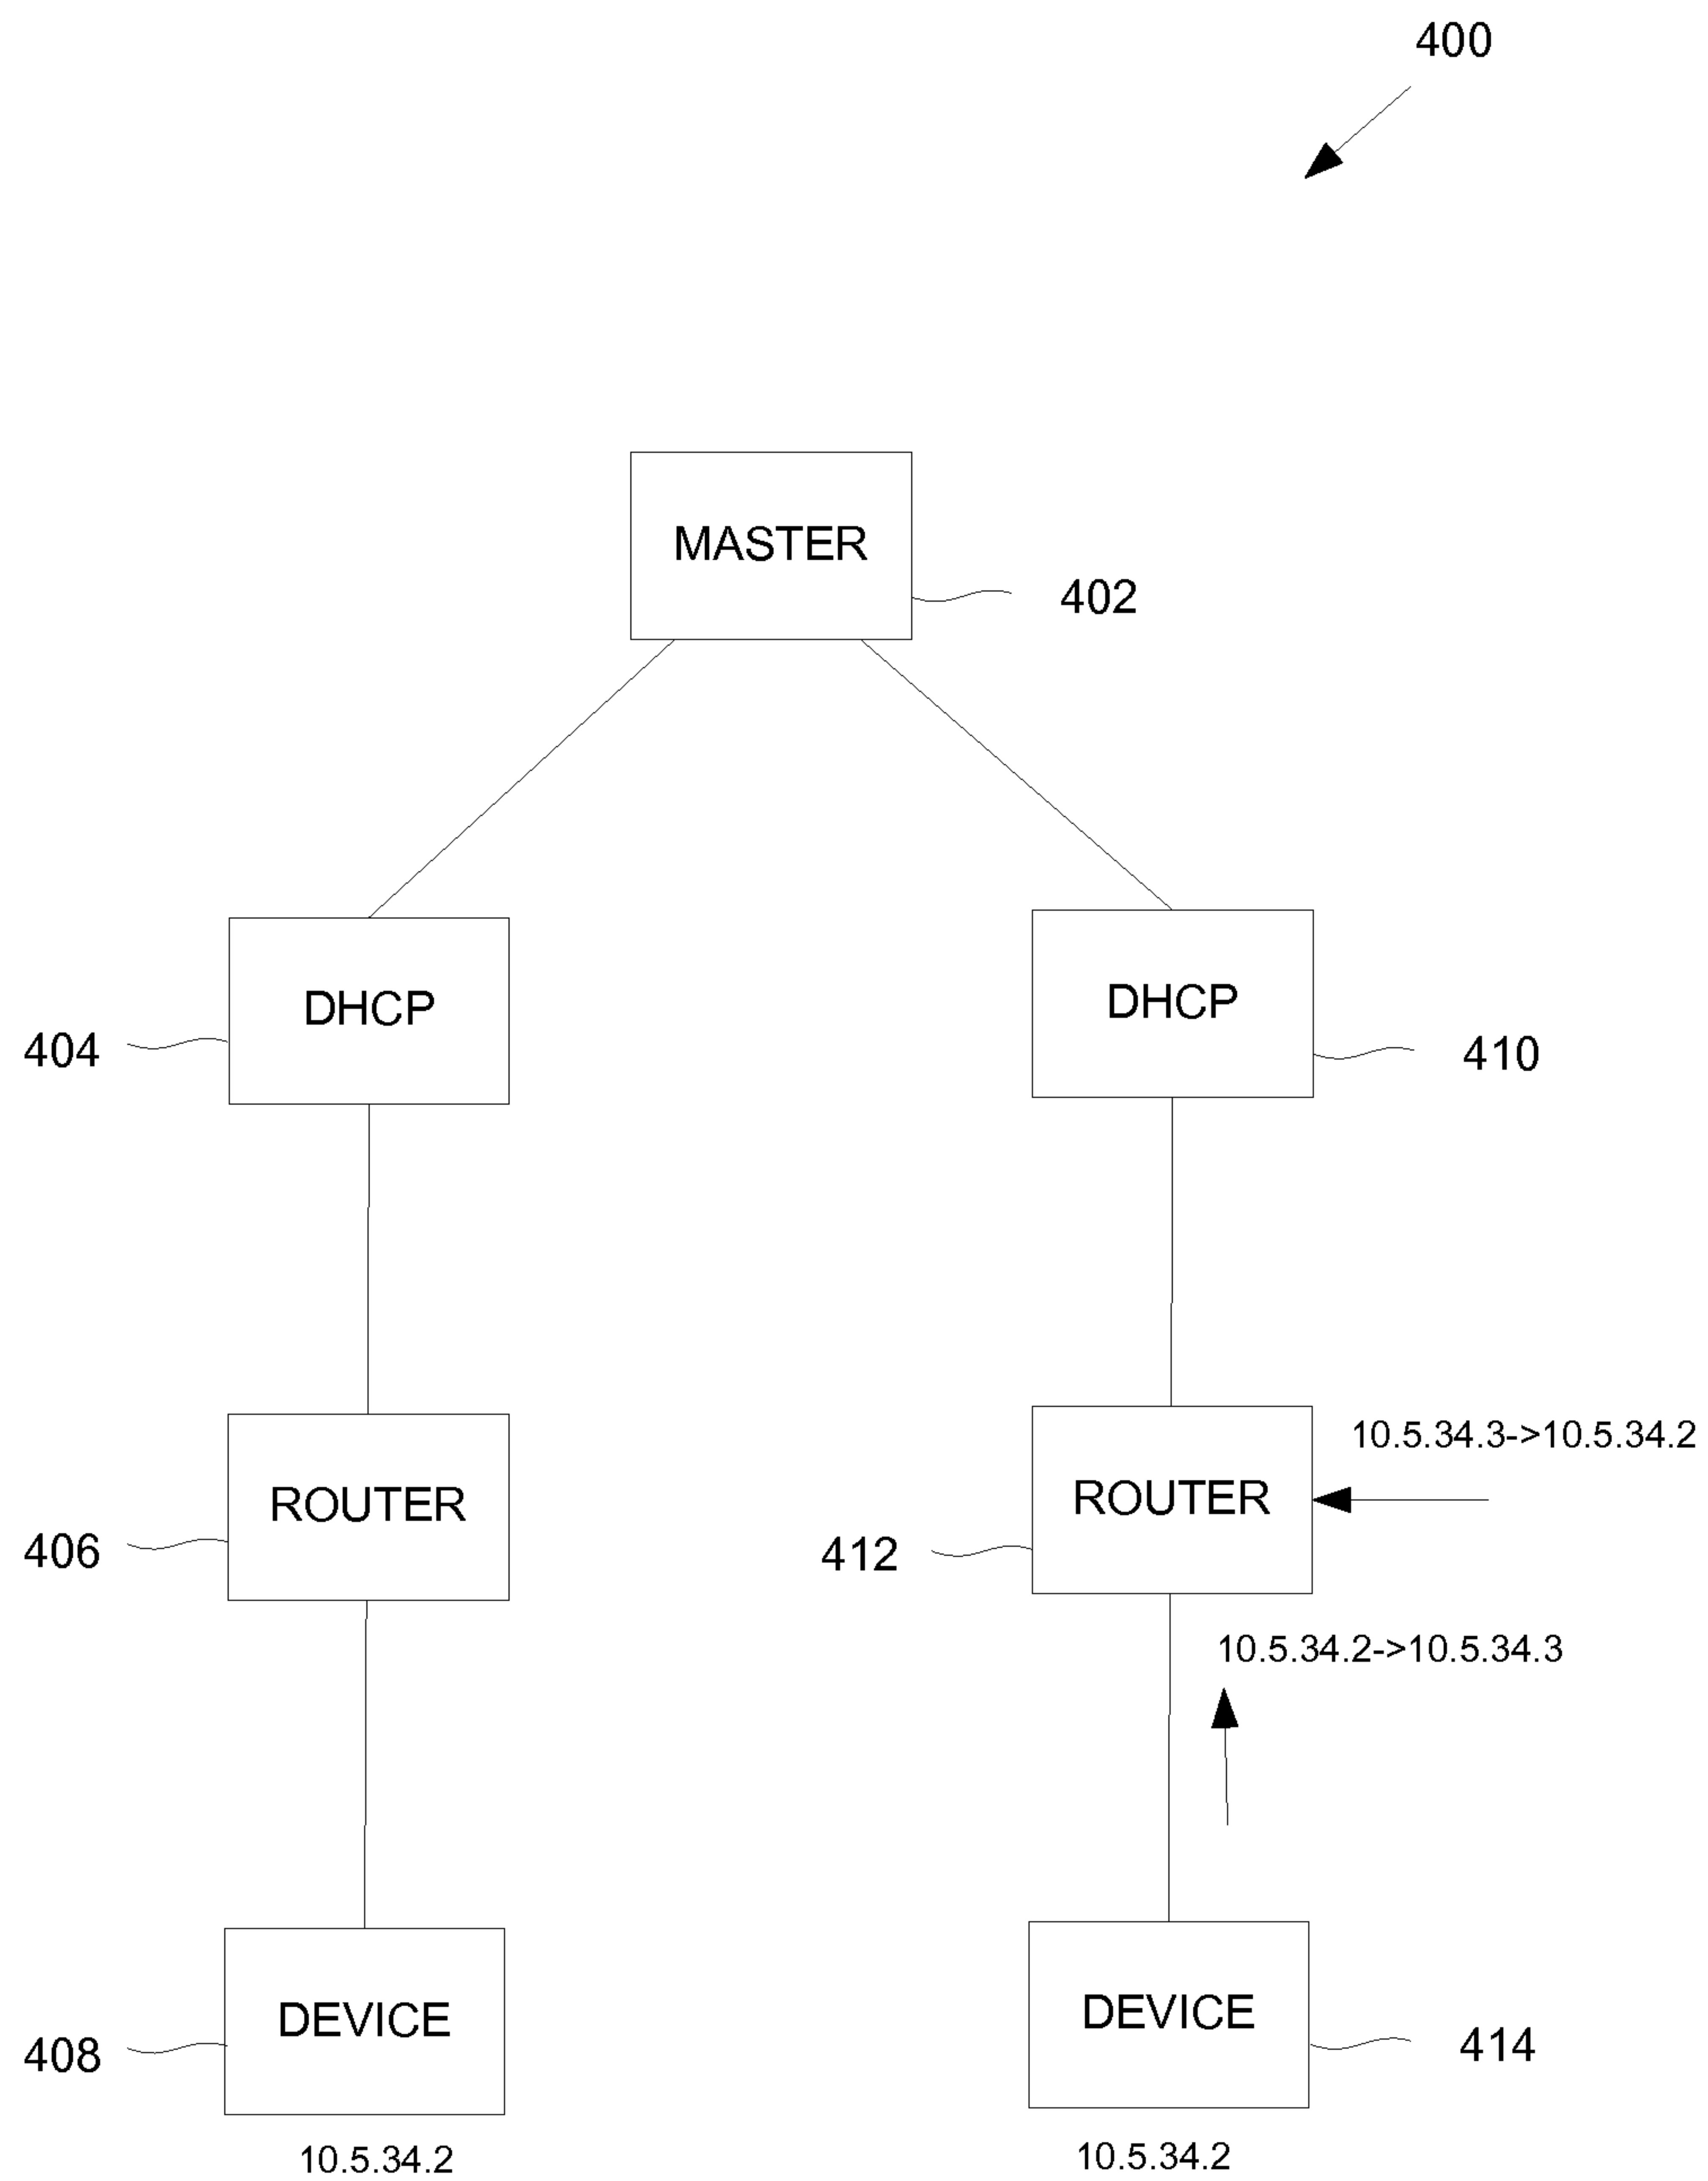 400
MASTER
402
DHCP
DHCP
404
410
10.5.34.3->10.5.34.2
ROUTER
ROUTER
406
412
10.5.34.2->10.5.34.3
DEVICE
DEVICE
408
414
10.5.34.2
10.5.34.2